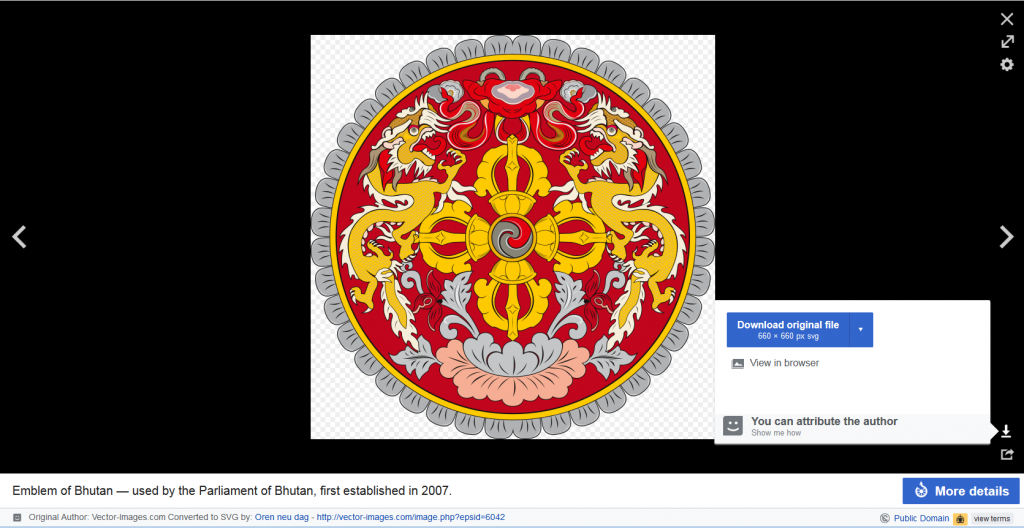 Download original file
660 × 660 px svg
View in browser
You can attribute the author
Show me how
Emblem of Bhutan — used by the Parliament of Bhutan, first established in 2007.
More details
Original Author: Vector-Images.com Converted to SVG by: Oren neu dag - http://vector-images.com/image.php?epsid=6042
Public Domain
view terms